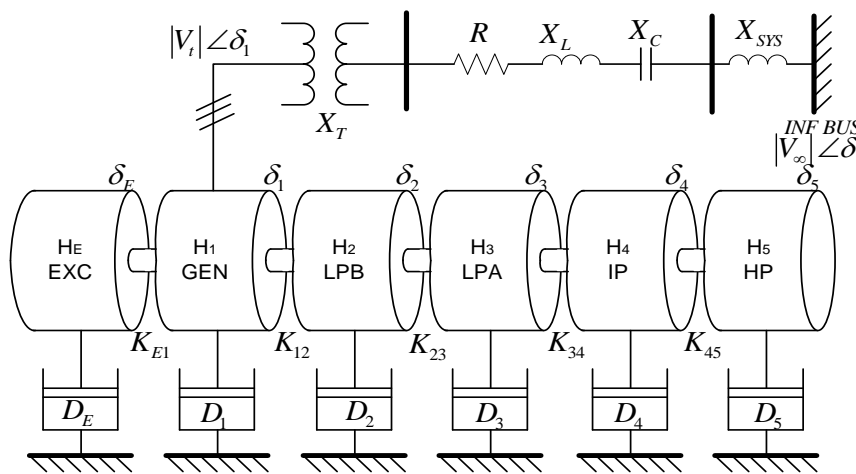 |V_t| ∠δ_1
R
X_L
X_C
X_SYS
X_T
INF BUS
|V_∞| ∠δ
δ_E
δ_1
δ_2
δ_3
δ_4
δ_5
H_E
EXC
H_1
GEN
H_2
LPB
H_3
LPA
H_4
IP
H_5
HP
K_E1
K_12
K_23
K_34
K_45
D_E
D_1
D_2
D_3
D_4
D_5